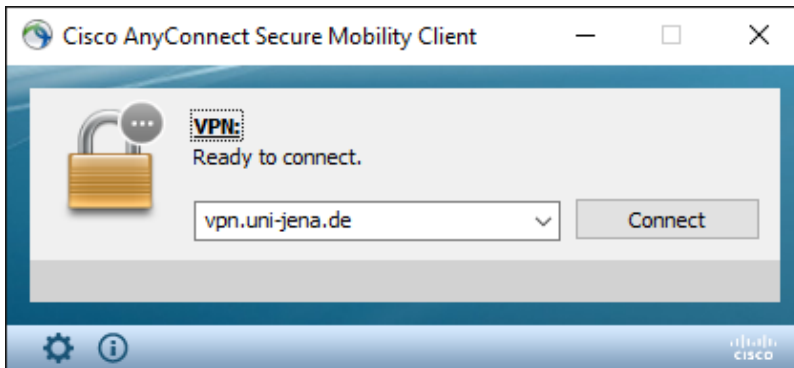 Cisco AnyConnect Secure Mobility Client
VPN:
Ready to connect.
vpn.uni-jena.de
Connect
CISCO